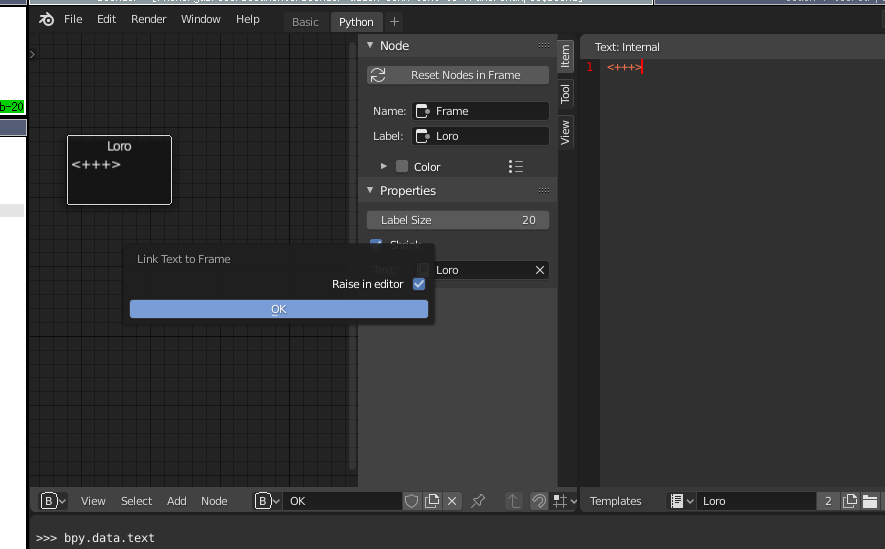 File Edit Render Window Help Basic Python +
Node
Item
Text: Internal
Reset Nodes in Frame
1 <+++>
Name: Frame
Tool
b-20
Label: Loro
View
Loro
<+++>
Color
Properties
Label Size 20
Shrink
Link Text to Frame
Loro
Raise in editor
OK
B View Select Add Node B OK Templates Loro 2
>>> bpy.data.text